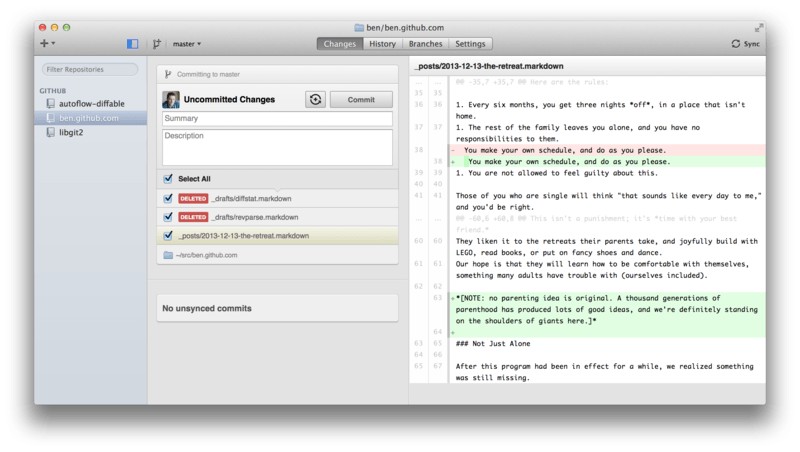 ben/ben.github.com
master
Changes
History
Branches
Settings
Sync
Filter Repositories
GITHUB
autoflow-diffable
ben.github.com
libgit2
Committing to master
Uncommitted Changes
Commit
Summary
Description
Select All
DELETED _drafts/diffstat.markdown
DELETED _drafts/revparse.markdown
_posts/2013-12-13-the-retreat.markdown
~/src/ben.github.com
No unsynced commits
_posts/2013-12-13-the-retreat.markdown
... ... @@ -35,7 +35,7 @@ Here are the rules:
35 35
36 36 1. Every six months, you get three nights *off*, in a place that isn't
home.
37 37 1. The rest of the family leaves you alone, and you have no
responsibilities to them.
38 - You make your own schedule, and do as you please.
38 + You make your own schedule, and do as you please.
39 39 1. You are not allowed to feel guilty about this.
40 40
41 41 Those of you who are single will think "that sounds like every day to me,"
and you'd be right.
... ... @@ -60,6 +60,8 @@ This isn't a punishment; it's *time with your best
friend.*
60 60 They liken it to the retreats their parents take, and joyfully build with
LEGO, read books, or put on fancy shoes and dance.
61 61 Our hope is that they will learn how to be comfortable with themselves,
something many adults have trouble with (ourselves included).
62 62
63 +*[NOTE: no parenting idea is original. A thousand generations of
parenthood has produced lots of good ideas, and we're definitely standing
on the shoulders of giants here.]*
64 +
63 65 ### Not Just Alone
64 66
65 67 After this program had been in effect for a while, we realized something
was still missing.